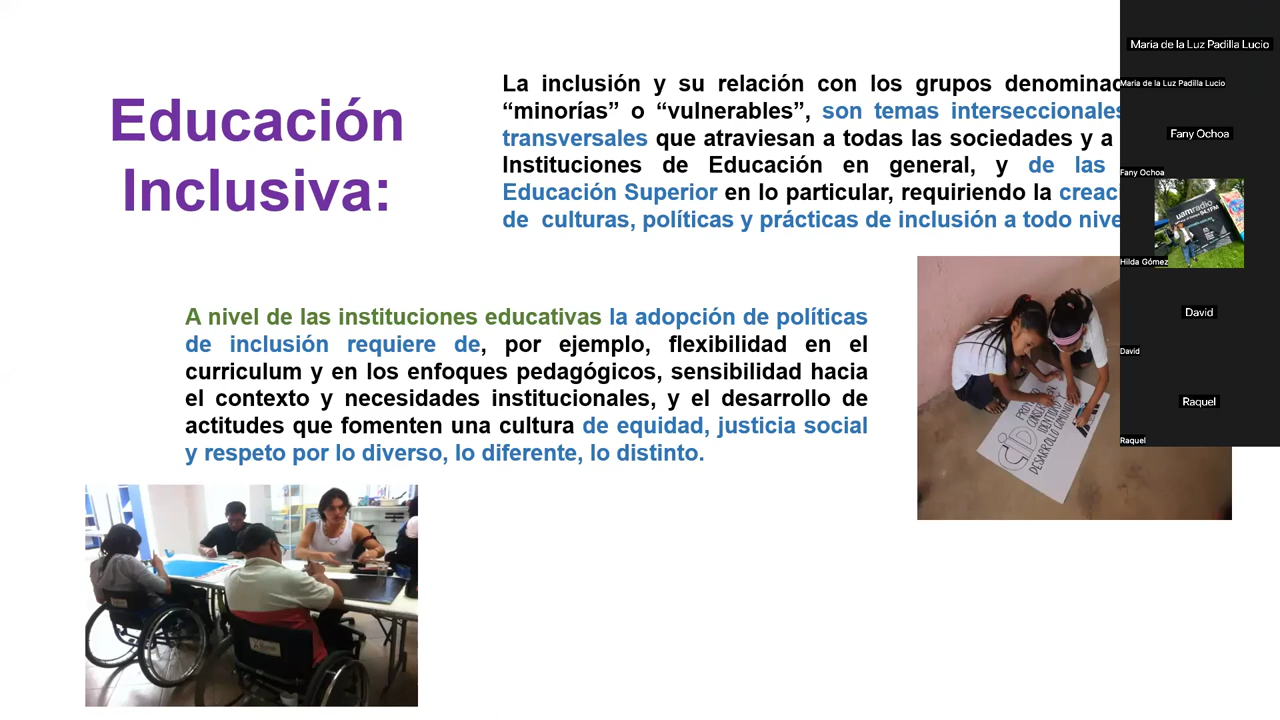 Educación
Inclusiva:
La inclusión y su relación con los grupos
“minorías” o “vulnerables”, son temas interseccionales
transversales que atraviesan a todas las sociedades y a
Instituciones de Educación en general, y de las
Educación Superior en lo particular, requiriendo la
de culturas, políticas y prácticas de inclusión a todo
A nivel de las instituciones educativas la adopción de políticas
de inclusión requiere de, por ejemplo, flexibilidad en el
curriculum y en los enfoques pedagógicos, sensibilidad hacia
el contexto y necesidades institucionales, y el desarrollo de
actitudes que fomenten una cultura de equidad, justicia social
y respeto por lo diverso, lo diferente, lo distinto.
CID
DESARROLLO
Maria de la Luz Padilla Lucio
Maria de la Luz Padilla Lucio
Fany Ochoa
Fany Ochoa
uamradio
94.1FM
Hilda Gómez
David
David
Raquel
Raquel